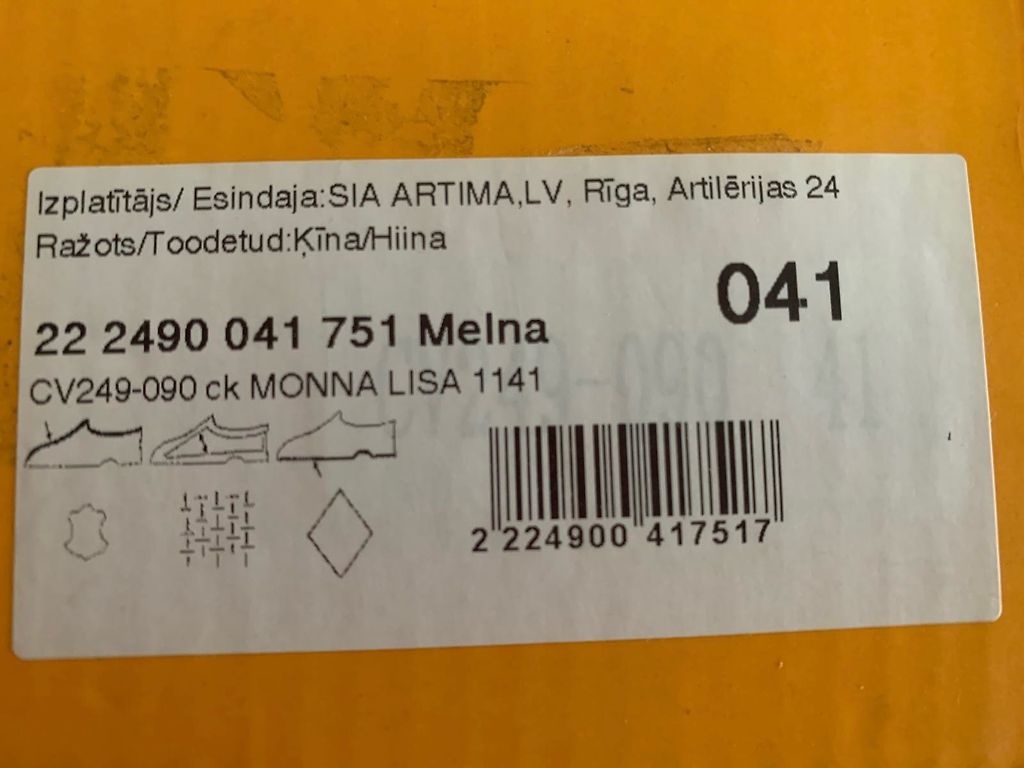 Izplatītājs/ Esindaja:SIA ARTIMA,LV, Rīga, Artilērijas 24
Ražots/Toodetud:Ķīna/Hiina
041
22 2490 041 751 Melna
CV249-090 ck MONNA LISA 1141
2 224900 417517